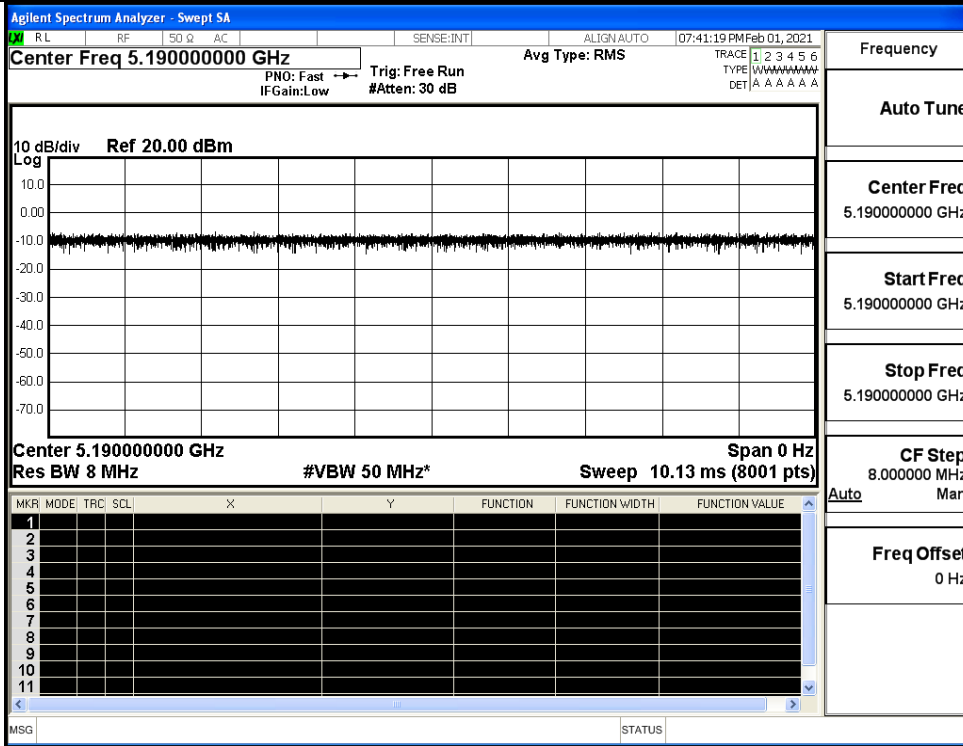 Agilent Spectrum Analyzer - Swept SA
LXI RL RF 50 Ω AC SENSE:INT ALIGNAUTO 07:41:19 PM Feb 01, 2021
Center Freq 5.190000000 GHz
Avg Type: RMS
TRACE 1 2 3 4 5 6
PNO: Fast
Trig: Free Run
TYPE WWWWWW
IFGain:Low
#Atten: 30 dB
DET A A A A A A
10 dB/div Ref 20.00 dBm
Log
10.0
0.00
-10.0
-20.0
-30.0
-40.0
-50.0
-60.0
-70.0
Center 5.190000000 GHz Span 0 Hz
Res BW 8 MHz #VBW 50 MHz* Sweep 10.13 ms (8001 pts)
MKR MODE TRC SCL X Y FUNCTION FUNCTION WIDTH FUNCTION VALUE
1
2
3
4
5
6
7
8
9
10
11
MSG STATUS
Frequency
Auto Tune
Center Freq
5.190000000 GHz
Start Freq
5.190000000 GHz
Stop Freq
5.190000000 GHz
CF Step
8.000000 MHz
Auto Man
Freq Offset
0 Hz